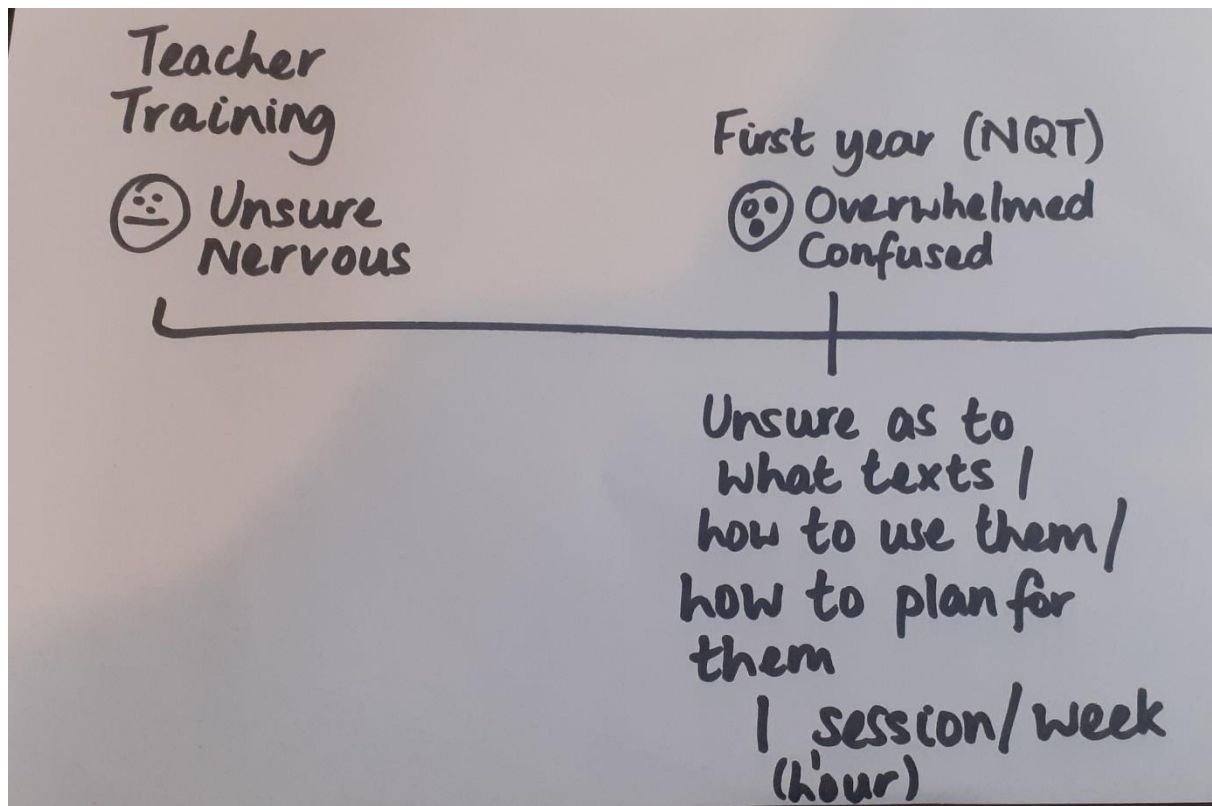 Teacher
Training
Unsure
Nervous
First year (NQT)
Overwhelmed
Confused
Unsure as to
what texts /
how to use them /
how to plan for
them
1 session/week
(hour)